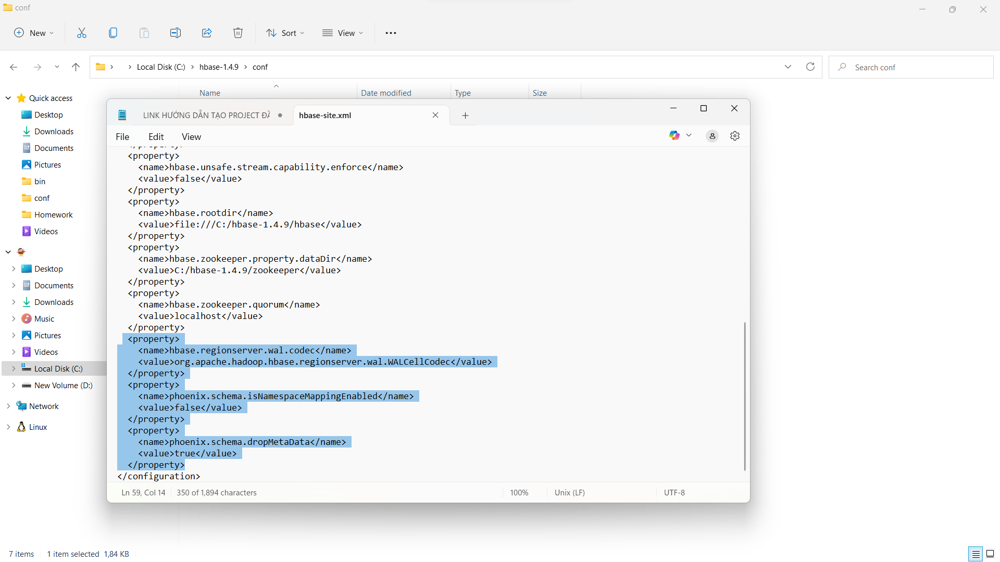 conf
New
Sort
View
Local Disk (C:)
hbase-1.4.9
conf
Search conf
Name
Date modified
Type
Size
Quick access
Desktop
Downloads
Documents
Pictures
bin
conf
Homework
Videos
Desktop
Documents
Downloads
Music
Pictures
Videos
Local Disk (C:)
New Volume (D:)
Network
Linux
LINK HƯỚNG DẪN TẠO PROJECT
hbase-site.xml
File
Edit
View
</property>
<property>
<name>hbase.unsafe.stream.capability.enforce</name>
<value>false</value>
</property>
<property>
<name>hbase.rootdir</name>
<value>file:///C:/hbase-1.4.9/hbase</value>
</property>
<property>
<name>hbase.zookeeper.property.dataDir</name>
<value>C:/hbase-1.4.9/zookeeper</value>
</property>
<property>
<name>hbase.zookeeper.quorum</name>
<value>localhost</value>
</property>
<property>
<name>hbase.regionserver.wal.codec</name>
<value>org.apache.hadoop.hbase.regionserver.wal.WALCellCodec</value>
</property>
<property>
<name>phoenix.schema.isNamespaceMappingEnabled</name>
<value>false</value>
</property>
<property>
<name>phoenix.schema.dropMetaData</name>
<value>true</value>
</property>
</configuration>
Ln 59, Col 14
350 of 1,894 characters
100%
Unix (LF)
UTF-8
7 items
1 item selected 1,84 KB